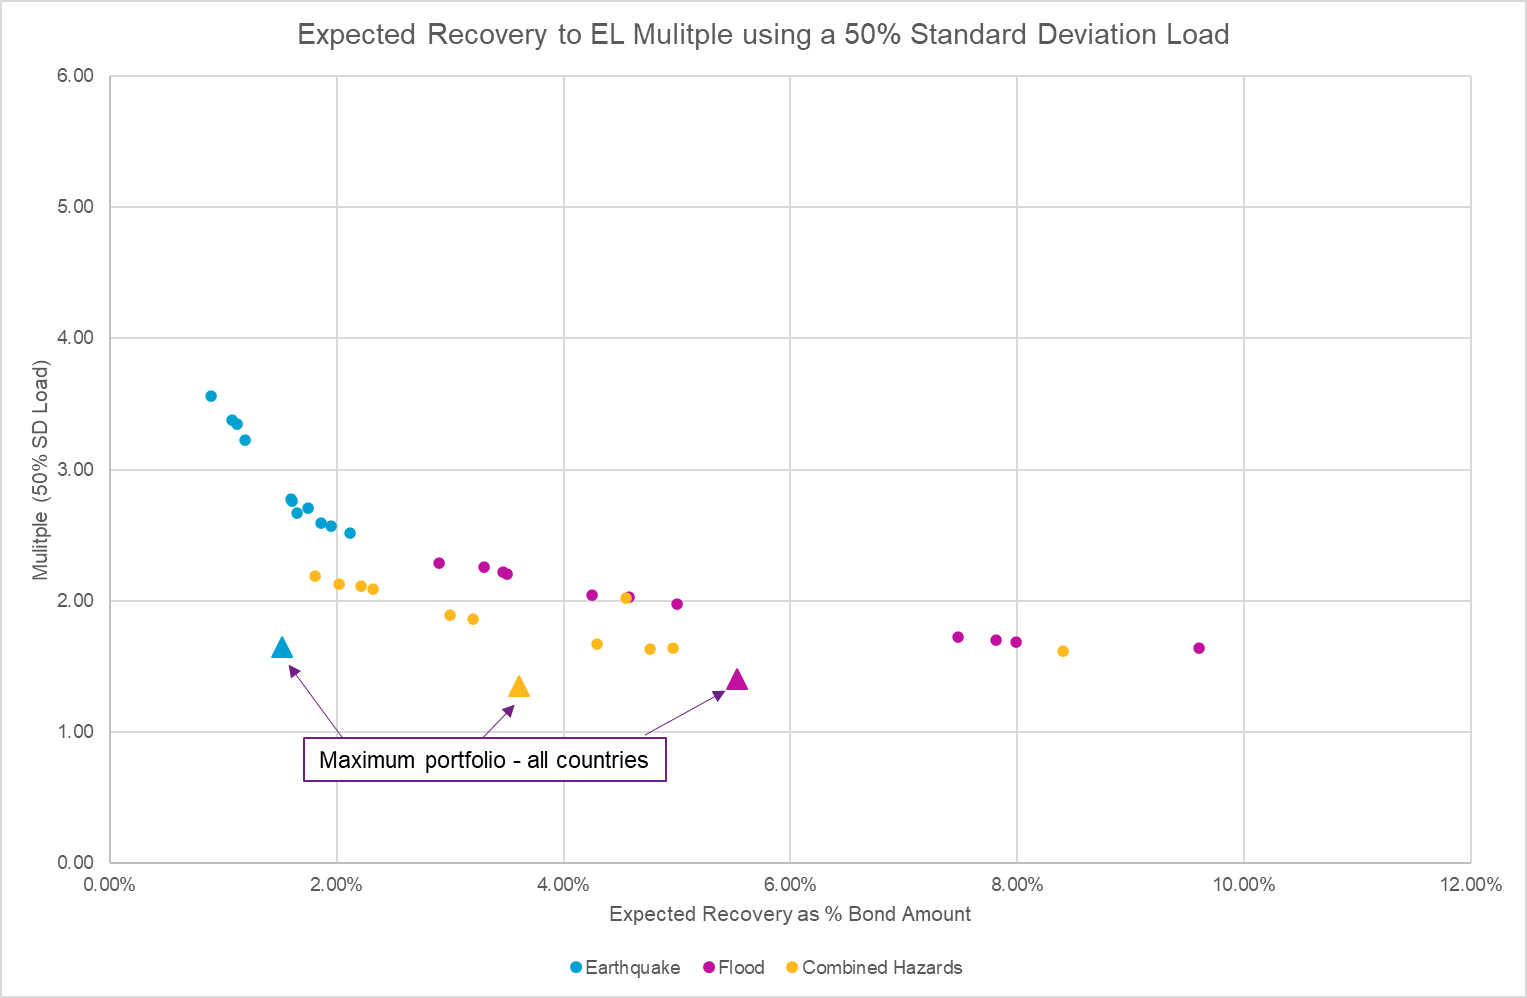 Expected Recovery to EL Mulitple using a 50% Standard Deviation Load
6.00
5.00
4.00
3.00
2.00
1.00
0.00
Mulitple (50% SD Load)
Maximum portfolio - all countries
0.00% 2.00% 4.00% 6.00% 8.00% 10.00% 12.00%
Expected Recovery as % Bond Amount
Earthquake Flood Combined Hazards